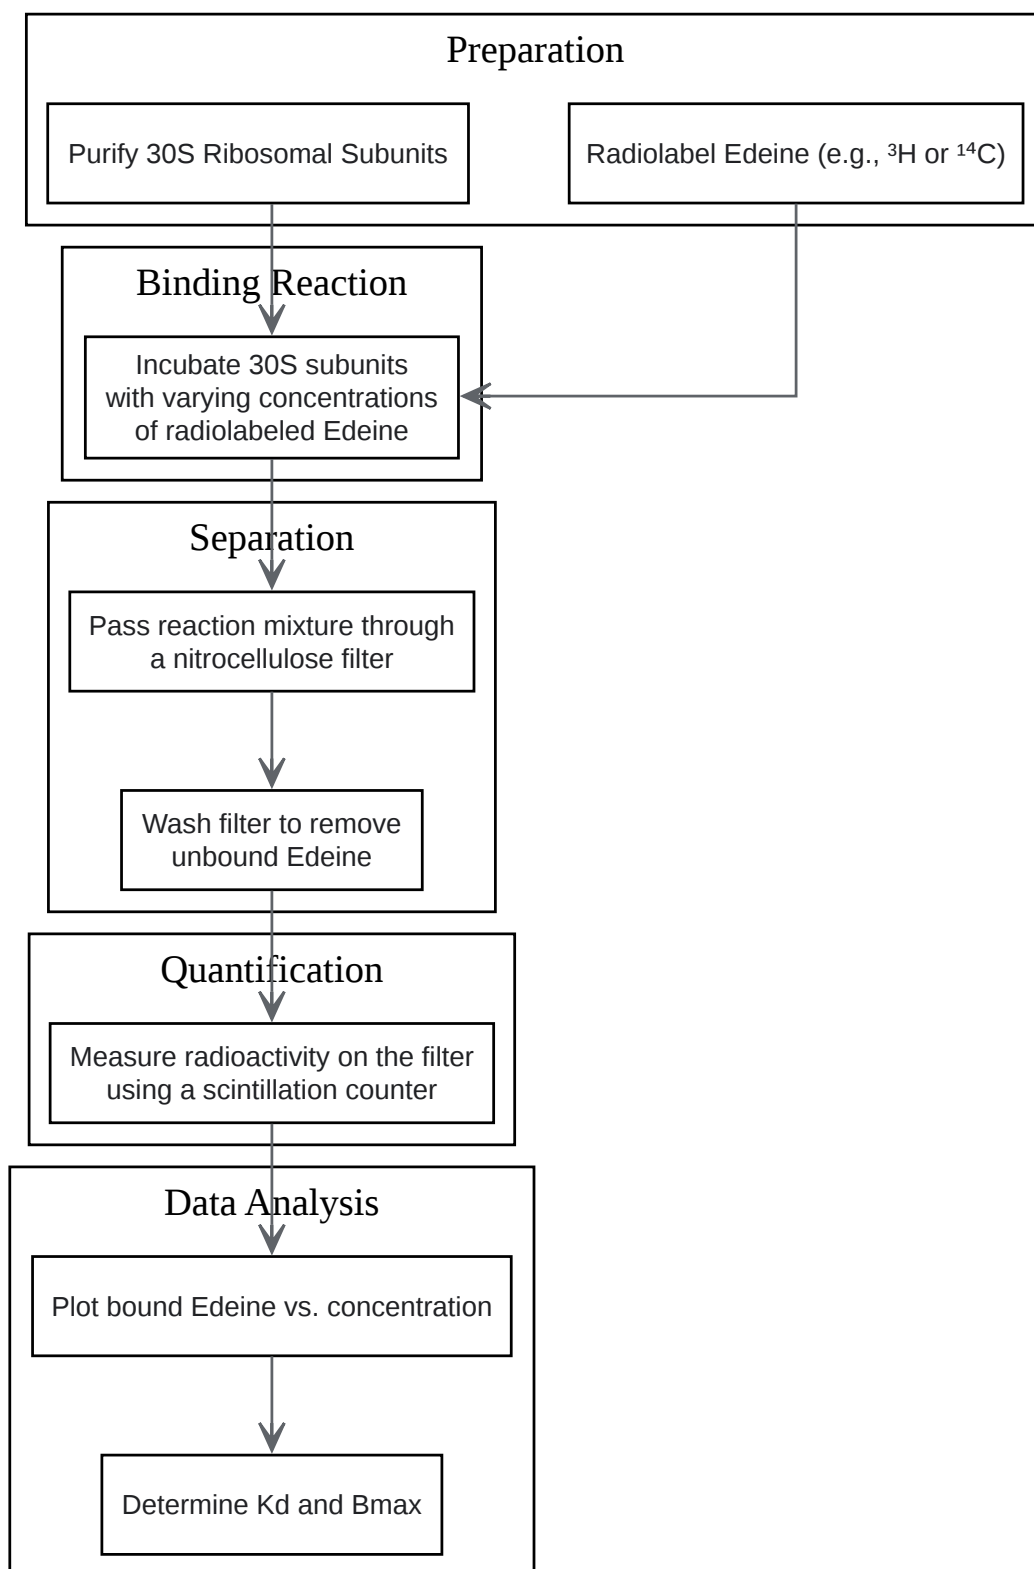 Preparation
Purify 30S Ribosomal Subunits
Radiolabel Edeine (e.g., ³H or ¹⁴C)
Binding Reaction
Incubate 30S subunits
with varying concentrations
of radiolabeled Edeine
Separation
Pass reaction mixture through
a nitrocellulose filter
Wash filter to remove
unbound Edeine
Quantification
Measure radioactivity on the filter
using a scintillation counter
Data Analysis
Plot bound Edeine vs. concentration
Determine Kd and Bmax